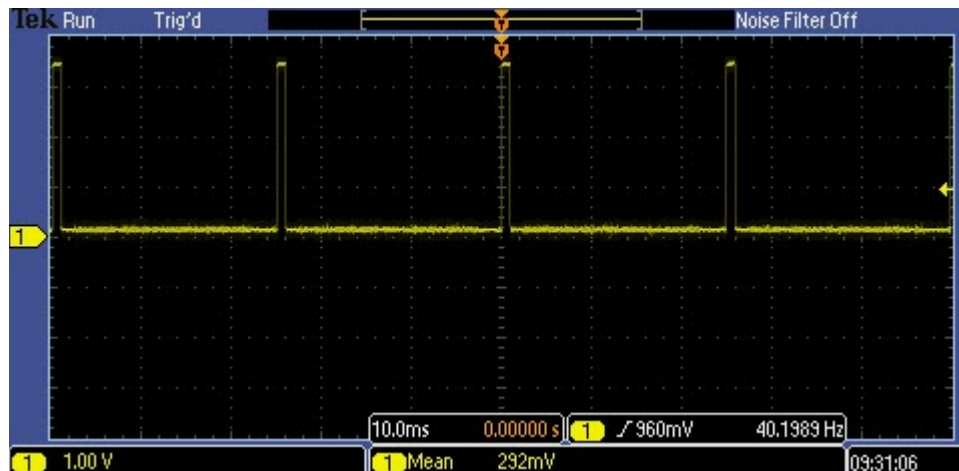 Tek Run Trig'd Noise Filter Off
T
T
1
10.0ms 0.00000 s 1 960mV 40.1989 Hz
1 1.00 V 1 Mean 292mV 09:31:06